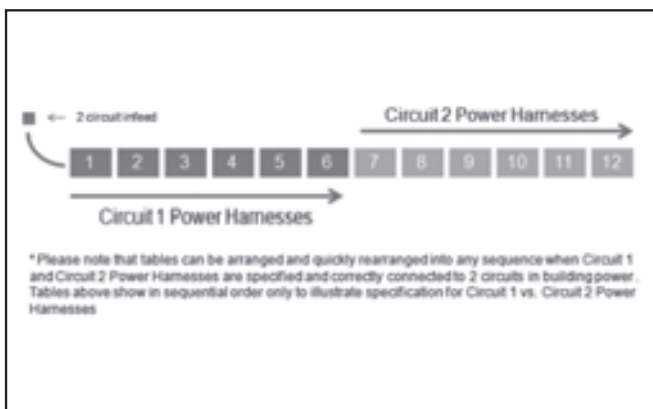 2 circuit infeed
Circuit 2 Power Harnesses
1 2 3 4 5 6 7 8 9 10 11 12
Circuit 1 Power Harnesses
*Please note that tables can be arranged and quickly rearranged into any sequence when Circuit 1
and Circuit 2 Power Harnesses are specified and correctly connected to 2 circuits in building power.
Tables above show in sequential order only to illustrate specification for Circuit 1 vs. Circuit 2 Power
Harnesses